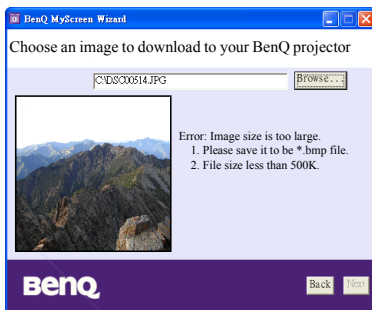 BenQ MyScreen Wizard
Choose an image to download to your BenQ projector
C:\DSC00514.JPG
Browse...
Error: Image size is too large.
1. Please save it to be *.bmp file.
2. File size less than 500K.
BenQ
Back
Next